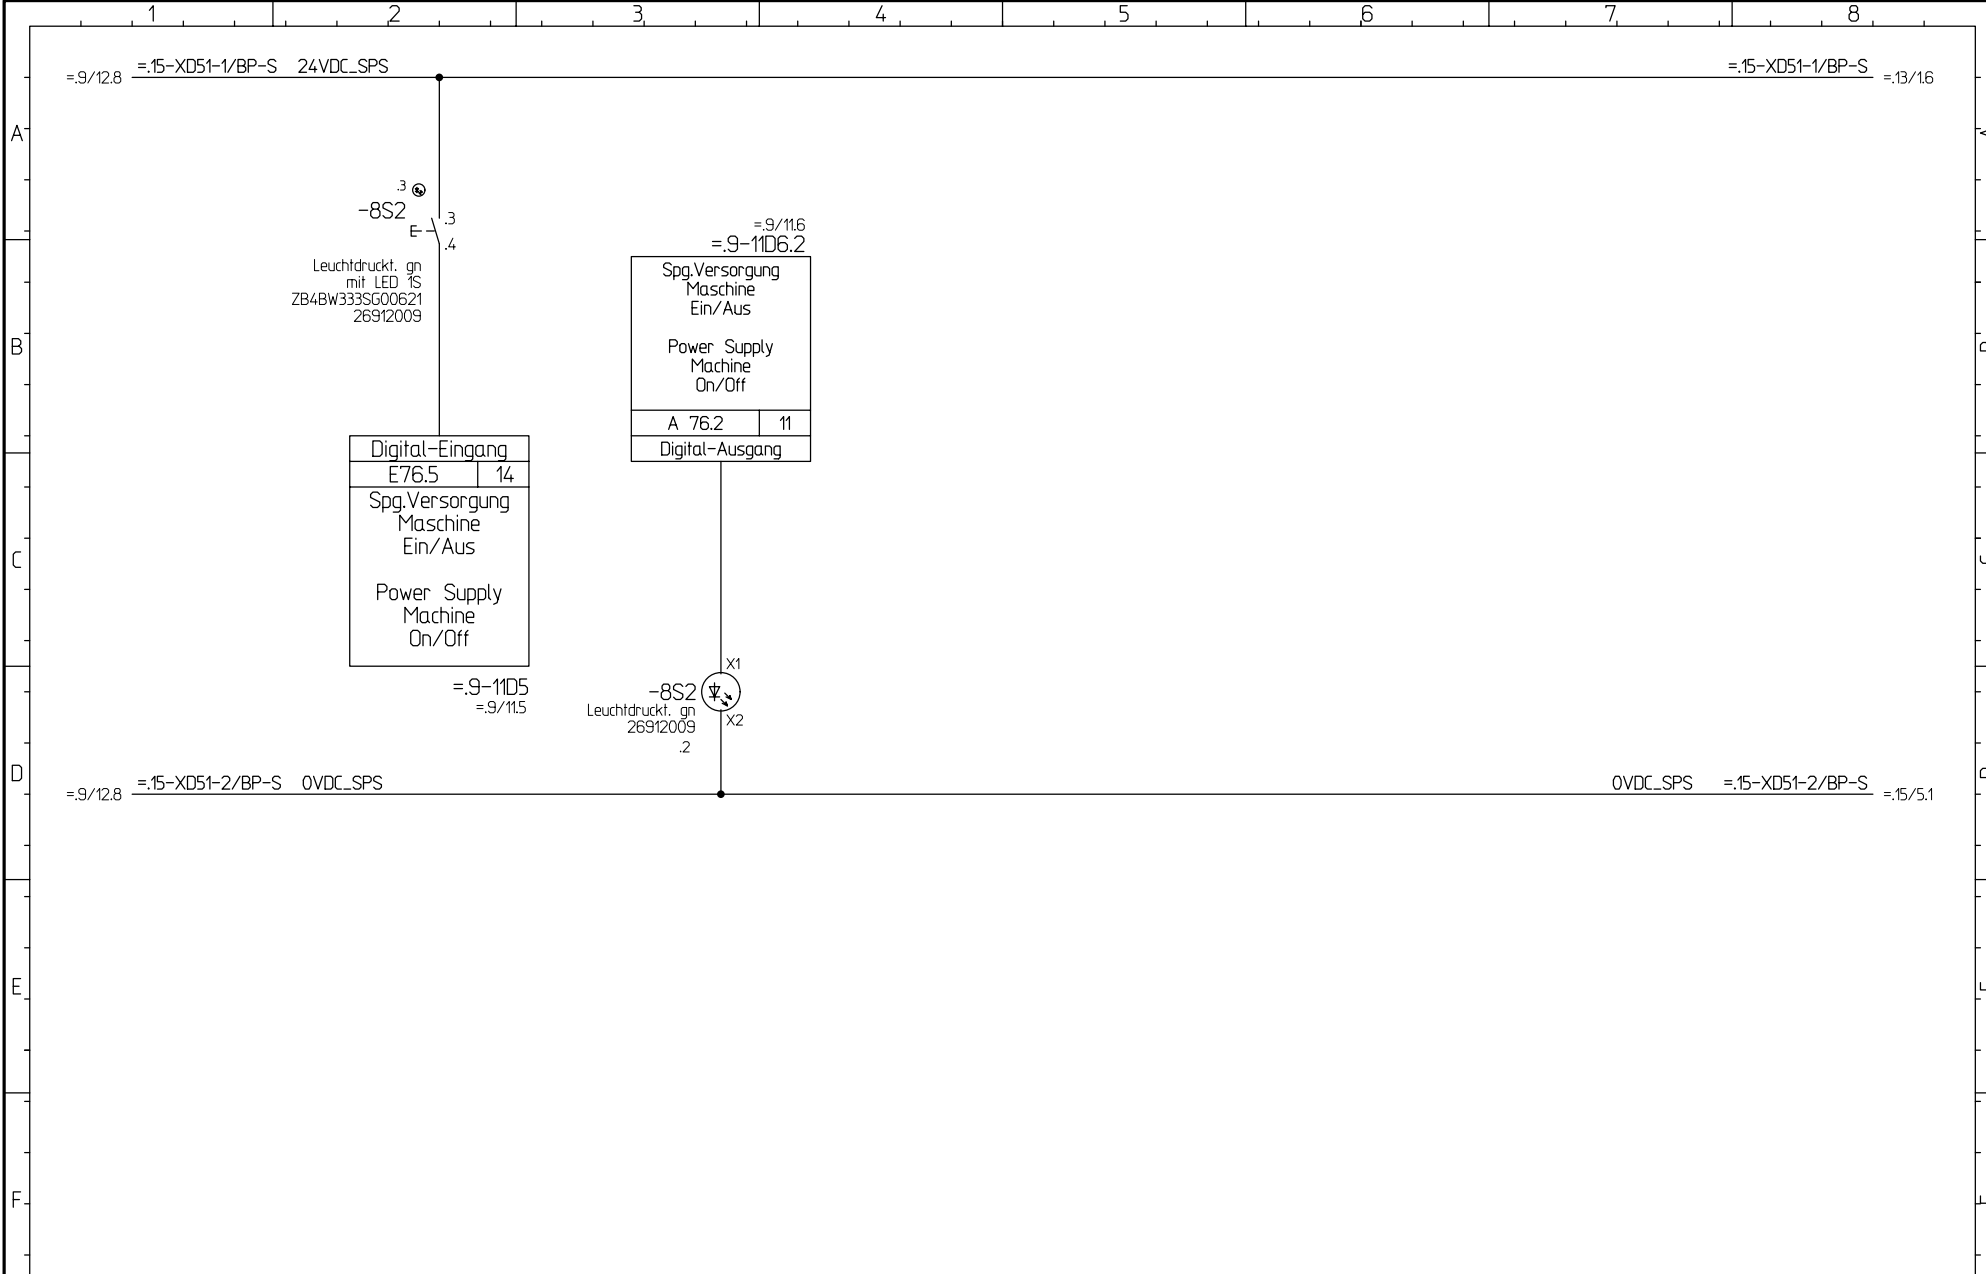 1 2 3 4 5 6 7 8
=.9/12.8 =.15-XD51-1/BP-S 24VDC_SPS =.15-XD51-1/BP-S =.13/1.6
A
.3
-8S2
.3
.4
Leuchtdruckt. gn
mit LED 1S
ZB4BW333SG00621
26912009
=.9/11.6
=.9-11D6.2
Spg.Versorgung
Maschine
Ein/Aus
Power Supply
Machine
On/Off
A 76.2 11
Digital-Ausgang
B
Digital-Eingang
E76.5 14
Spg.Versorgung
Maschine
Ein/Aus
Power Supply
Machine
On/Off
=.9-11D5
=.9/11.5
C
X1
-8S2
Leuchtdruckt. gn
26912009
.2
X2
D
=.9/12.8 =.15-XD51-2/BP-S 0VDC_SPS 0VDC_SPS =.15-XD51-2/BP-S =.15/5.1
E
F